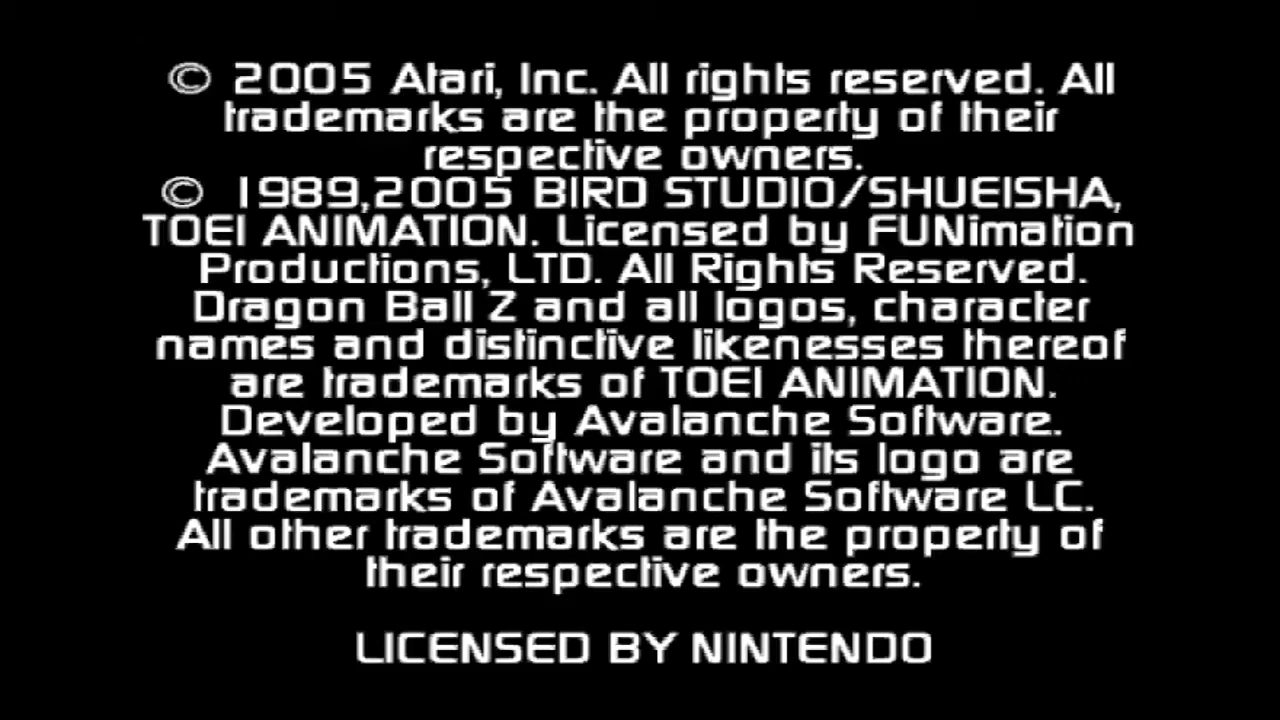 © 2005 Atari, Inc. All rights reserved. All
trademarks are the property of their
respective owners.
© 1989,2005 BIRD STUDIO/SHUEISHA,
TOEI ANIMATION. Licensed by FUNimation
Productions, LTD. All Rights Reserved.
Dragon Ball Z and all logos, character
names and distinctive likenesses thereof
are trademarks of TOEI ANIMATION.
Developed by Avalanche Software.
Avalanche Software and its logo are
trademarks of Avalanche Software LC.
All other trademarks are the property of
their respective owners.
LICENSED BY NINTENDO